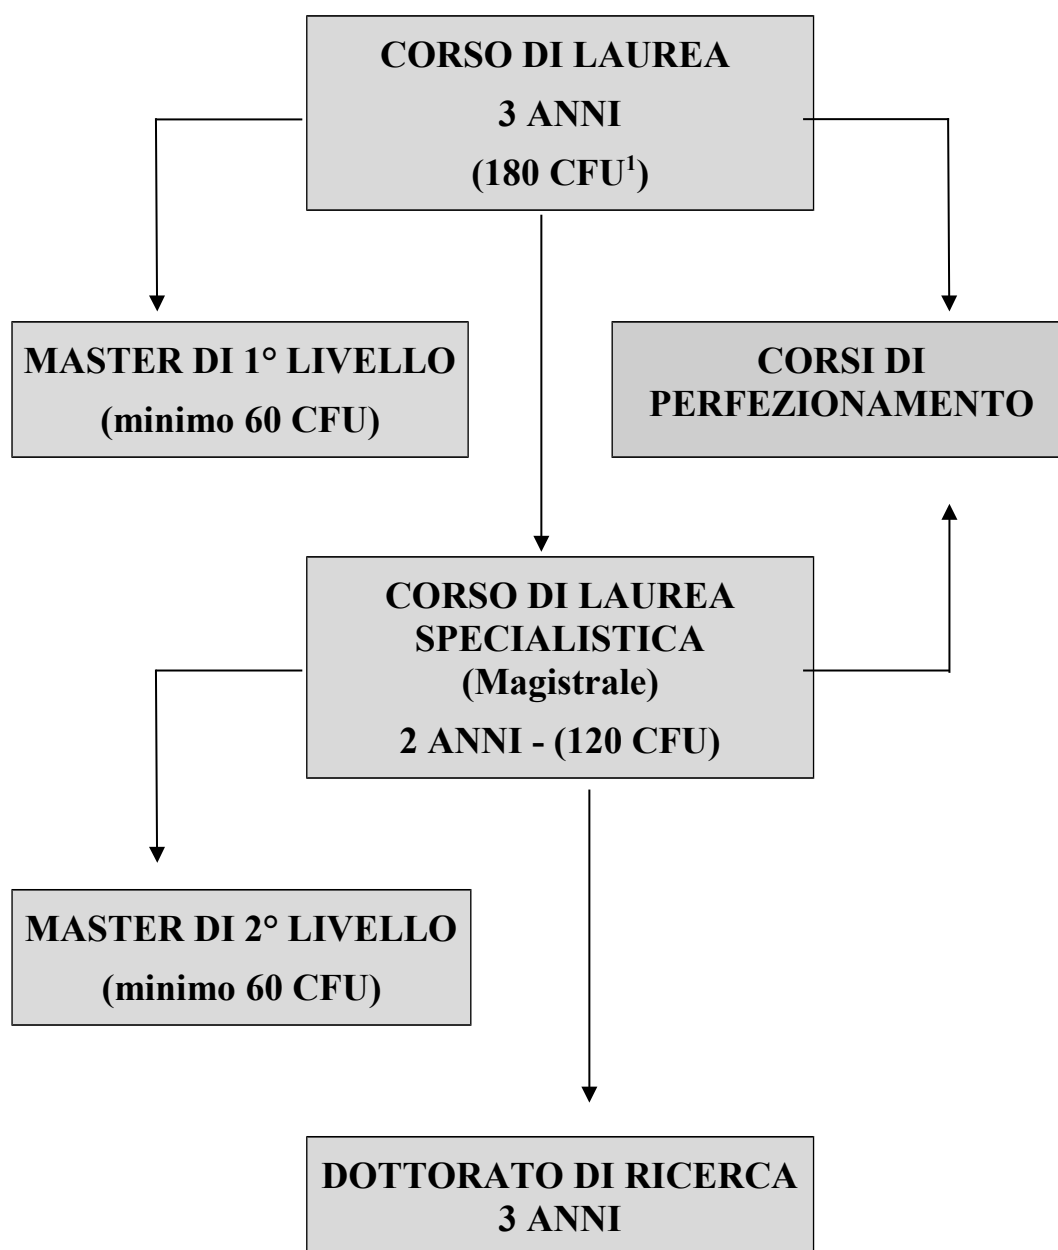 CORSO DI LAUREA
3 ANNI
(180 CFU¹)
MASTER DI 1° LIVELLO
(minimo 60 CFU)
CORSI DI
PERFEZIONAMENTO
CORSO DI LAUREA
SPECIALISTICA
(Magistrale)
2 ANNI - (120 CFU)
MASTER DI 2° LIVELLO
(minimo 60 CFU)
DOTTORATO DI RICERCA
3 ANNI